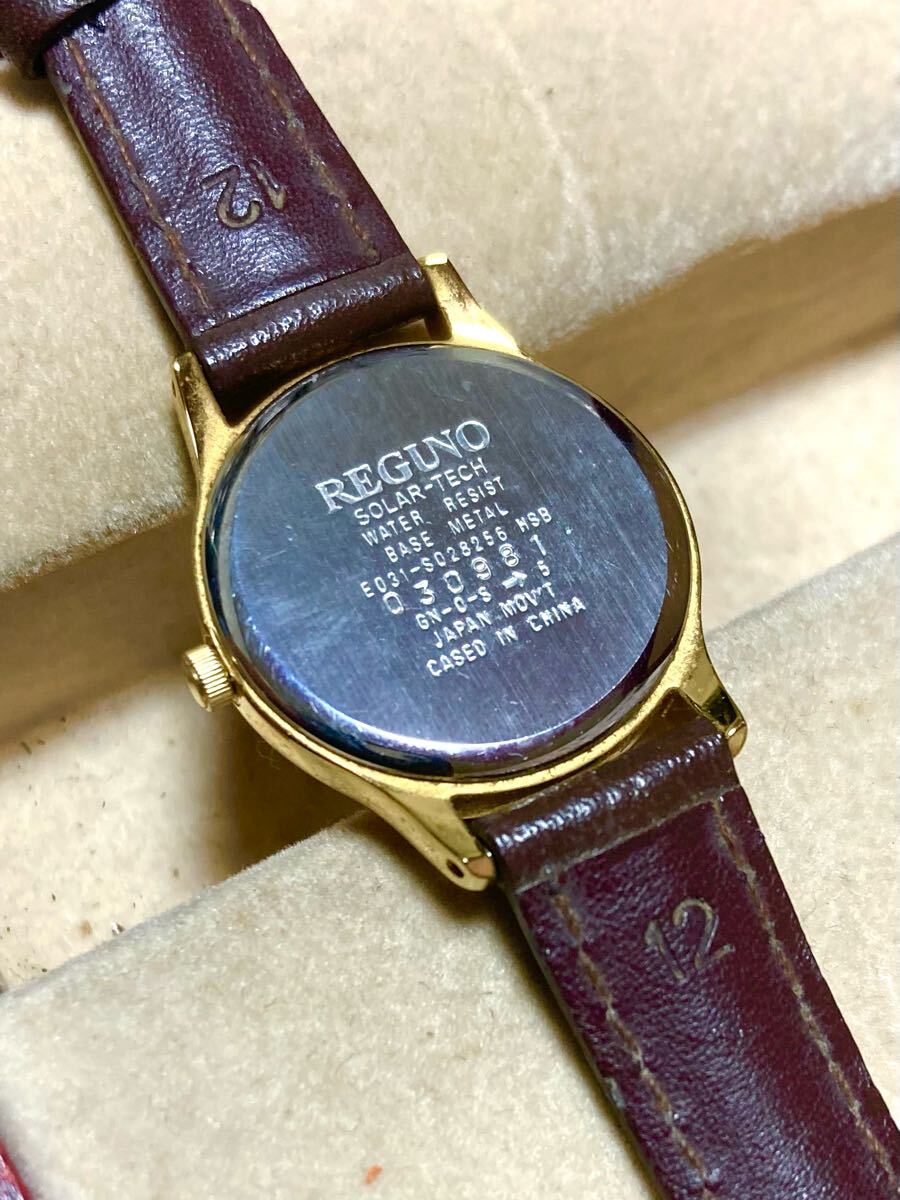 12
REGUNO
SOLAR-TECH
WATER RESIST
BASE METAL
E031-S028256 HSB
030981
GN-0-S → 5
JAPAN MOV'T
CASED IN CHINA
12